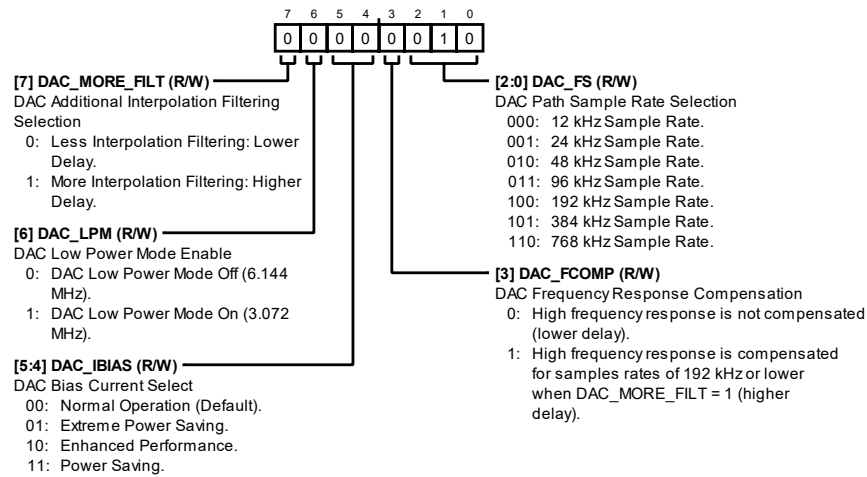 7 6 5 4 3 2 1 0
0 0 0 0 0 0 1 0
[7] DAC_MORE_FILT (R/W)
DAC Additional Interpolation Filtering
Selection
0: Less Interpolation Filtering: Lower
Delay.
1: More Interpolation Filtering: Higher
Delay.
[6] DAC_LPM (R/W)
DAC Low Power Mode Enable
0: DAC Low Power Mode Off (6.144
MHz).
1: DAC Low Power Mode On (3.072
MHz).
[5:4] DAC_IBIAS (R/W)
DAC Bias Current Select
00: Normal Operation (Default).
01: Extreme Power Saving.
10: Enhanced Performance.
11: Power Saving.
[2:0] DAC_FS (R/W)
DAC Path Sample Rate Selection
000: 12 kHz Sample Rate.
001: 24 kHz Sample Rate.
010: 48 kHz Sample Rate.
011: 96 kHz Sample Rate.
100: 192 kHz Sample Rate.
101: 384 kHz Sample Rate.
110: 768 kHz Sample Rate.
[3] DAC_FCOMP (R/W)
DAC Frequency Response Compensation
0: High frequency response is not compensated
(lower delay).
1: High frequency response is compensated
for samples rates of 192 kHz or lower
when DAC_MORE_FILT = 1 (higher
delay).